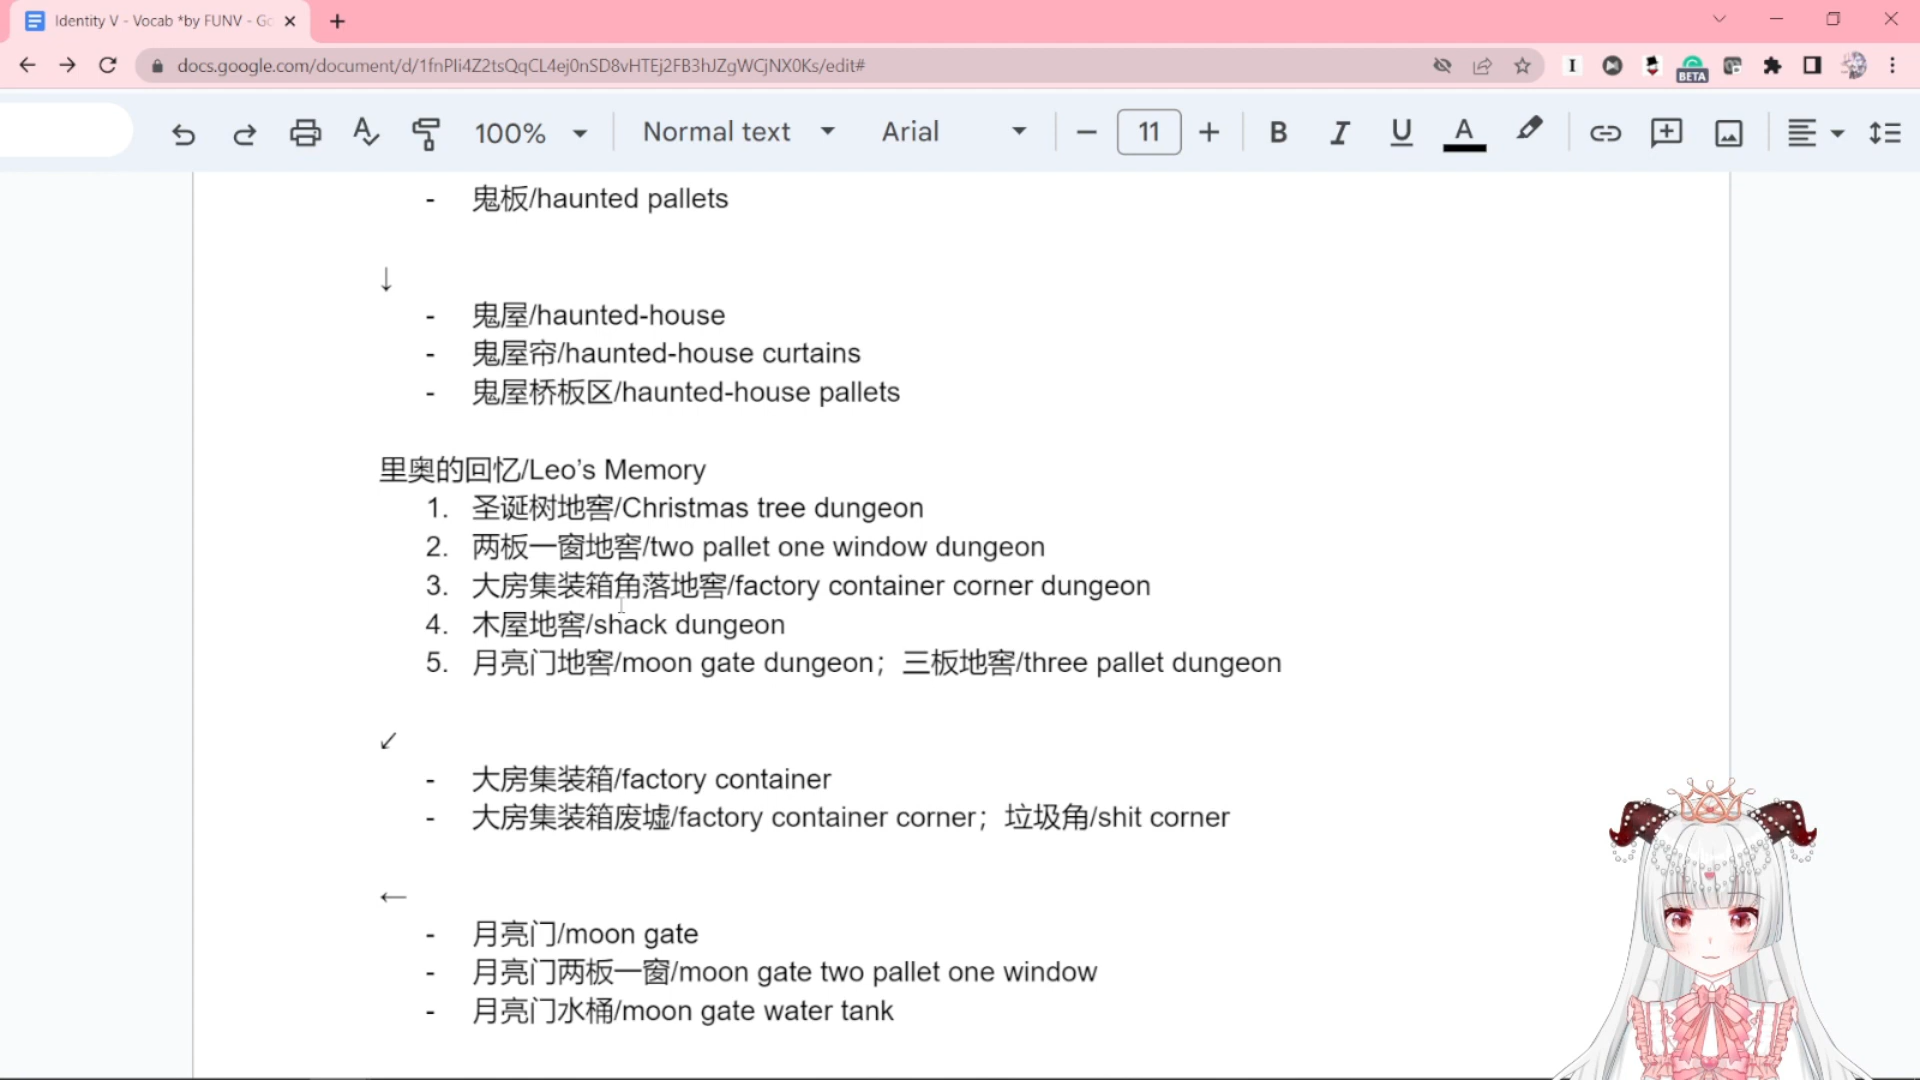 Identity V - Vocab *by FUNV - Go
docs.google.com/document/d/1fnPIi4Z2tsQqCL4ej0nSD8vHTEj2FB3hJZgWCjNX0Ks/edit#
BETA
100%
Normal text
Arial
11
B
I
U
A
- 鬼板/haunted pallets
↓
- 鬼屋/haunted-house
- 鬼屋帘/haunted-house curtains
- 鬼屋桥板区/haunted-house pallets
里奥的回忆/Leo’s Memory
1. 圣诞树地窖/Christmas tree dungeon
2. 两板一窗地窖/two pallet one window dungeon
3. 大房集装箱角落地窖/factory container corner dungeon
4. 木屋地窖/shack dungeon
5. 月亮门地窖/moon gate dungeon；三板地窖/three pallet dungeon
↙
- 大房集装箱/factory container
- 大房集装箱废墟/factory container corner；垃圾角/shit corner
←
- 月亮门/moon gate
- 月亮门两板一窗/moon gate two pallet one window
- 月亮门水桶/moon gate water tank